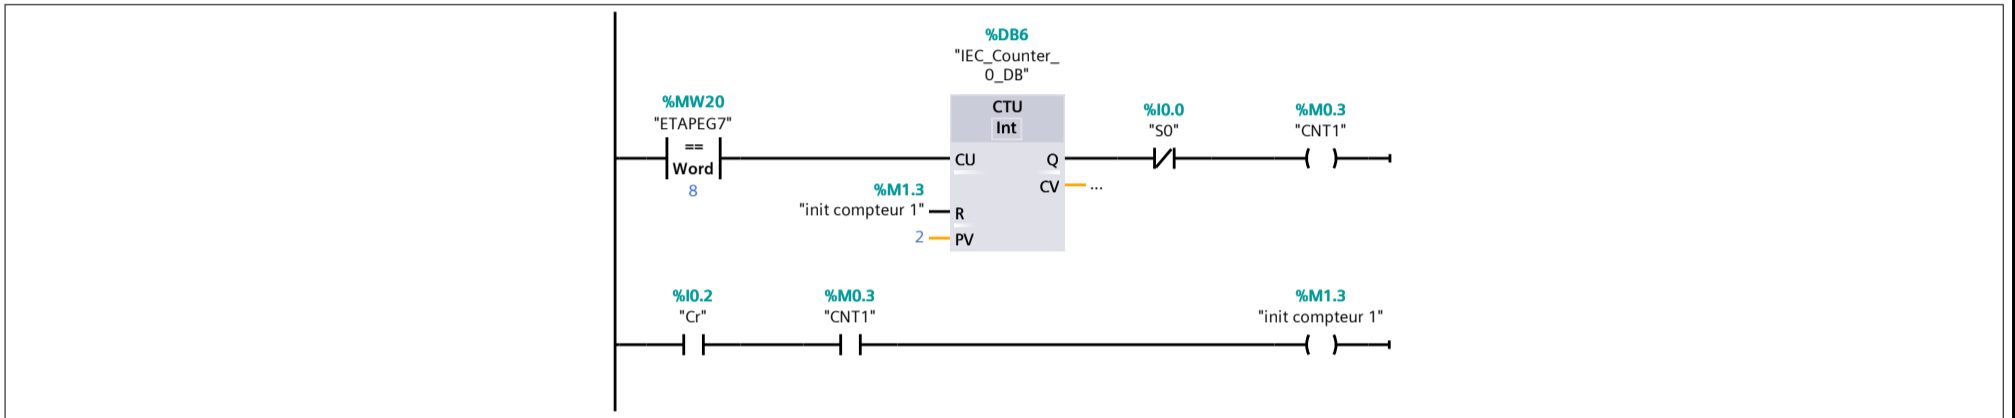 %DB6
"IEC_Counter_
0_DB"
%MW20
"ETAPEG7"
==
Word
8
CTU
Int
CU
Q
CV
...
%M1.3
"init compteur 1"
R
2
PV
%I0.0
"S0"
%M0.3
"CNT1"
%I0.2
"Cr"
%M0.3
"CNT1"
%M1.3
"init compteur 1"